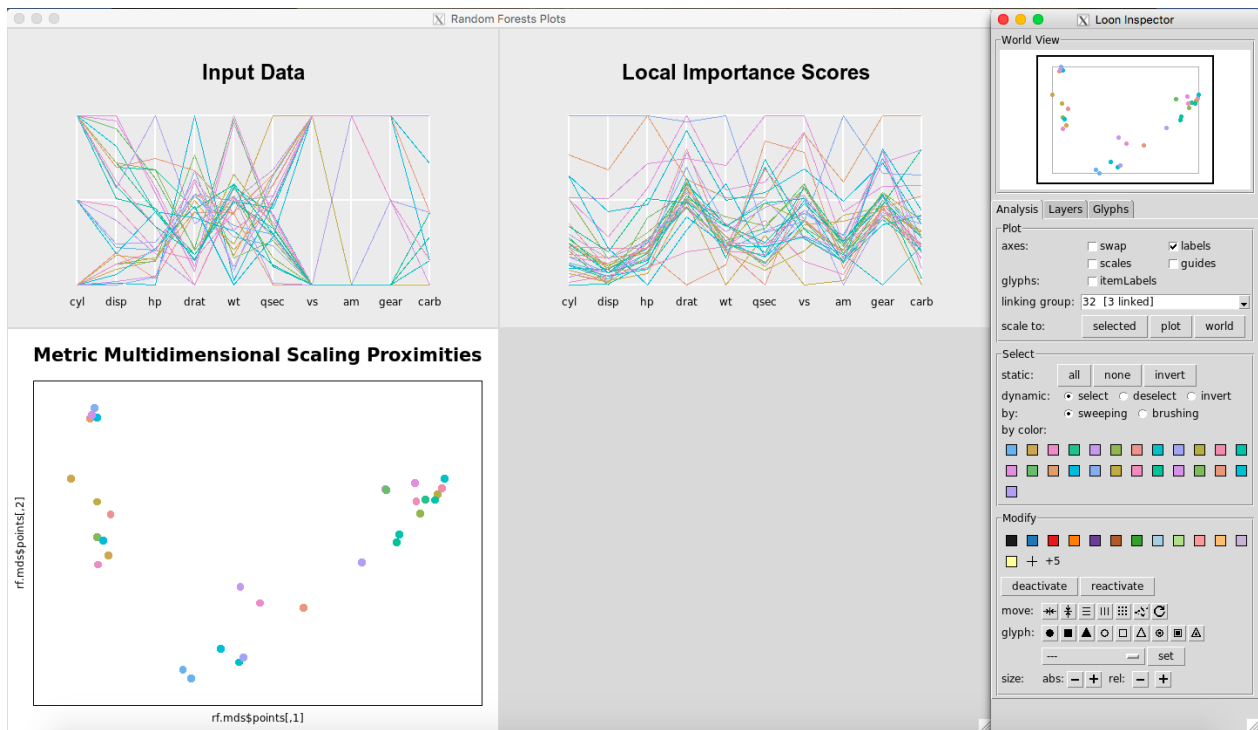 Random Forests Plots
Input Data
cyl disp hp drat wt qsec vs am gear carb
Local Importance Scores
cyl disp hp drat wt qsec vs am gear carb
Metric Multidimensional Scaling Proximities
rf.mds$points[,2]
rf.mds$points[,1]
X Loon Inspector
World View
Analysis Layers Glyphs
Plot
axes: swap labels
scales guides
glyphs: itemLabels
linking group: 32 [3 linked]
scale to: selected plot world
Select
static: all none invert
dynamic: select deselect invert
by: sweeping brushing
by color:
Modify
+5
deactivate reactivate
move:
glyph:
--- set
size: abs: − + rel: − +